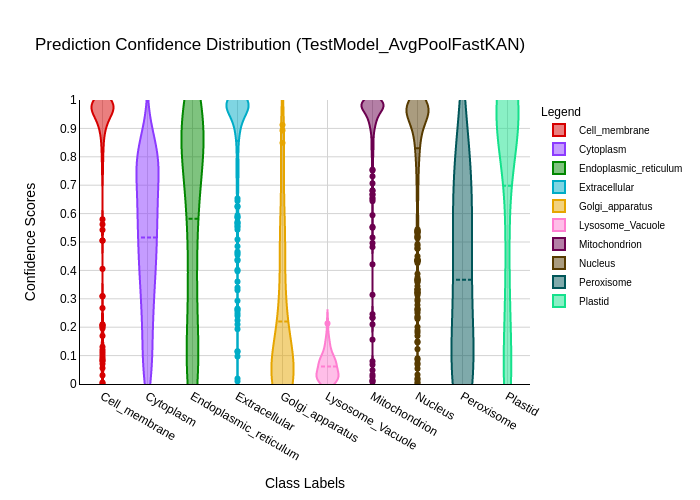 Prediction Confidence Distribution (TestModel_AvgPoolFastKAN)
Confidence Scores
1
0.9
0.8
0.7
0.6
0.5
0.4
0.3
0.2
0.1
0
Cell_membrane
Cytoplasm
Endoplasmic_reticulum
Extracellular
Golgi_apparatus
Lysosome_Vacuole
Mitochondrion
Nucleus
Peroxisome
Plastid
Class Labels
Legend
Cell_membrane
Cytoplasm
Endoplasmic_reticulum
Extracellular
Golgi_apparatus
Lysosome_Vacuole
Mitochondrion
Nucleus
Peroxisome
Plastid